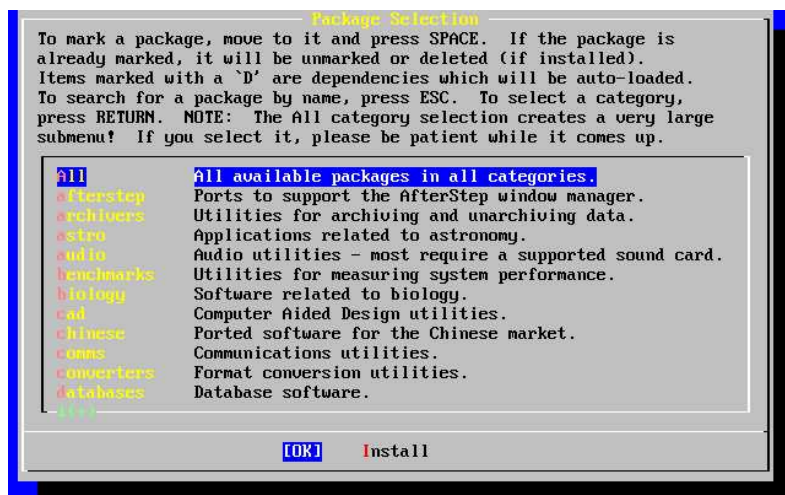 Package Selection
To mark a package, move to it and press SPACE.  If the package is
already marked, it will be unmarked or deleted (if installed).
Items marked with a `D' are dependencies which will be auto-loaded.
To search for a package by name, press ESC.  To select a category,
press RETURN.  NOTE:  The All category selection creates a very large
submenu!  If you select it, please be patient while it comes up.
All All available packages in all categories.
afterstep Ports to support the AfterStep window manager.
archivers Utilities for archiving and unarchiving data.
astro Applications related to astronomy.
audio Audio utilities - most require a supported sound card.
benchmarks Utilities for measuring system performance.
biology Software related to biology.
cad Computer Aided Design utilities.
chinese Ported software for the Chinese market.
comms Communications utilities.
converters Format conversion utilities.
databases Database software.
[OK] Install